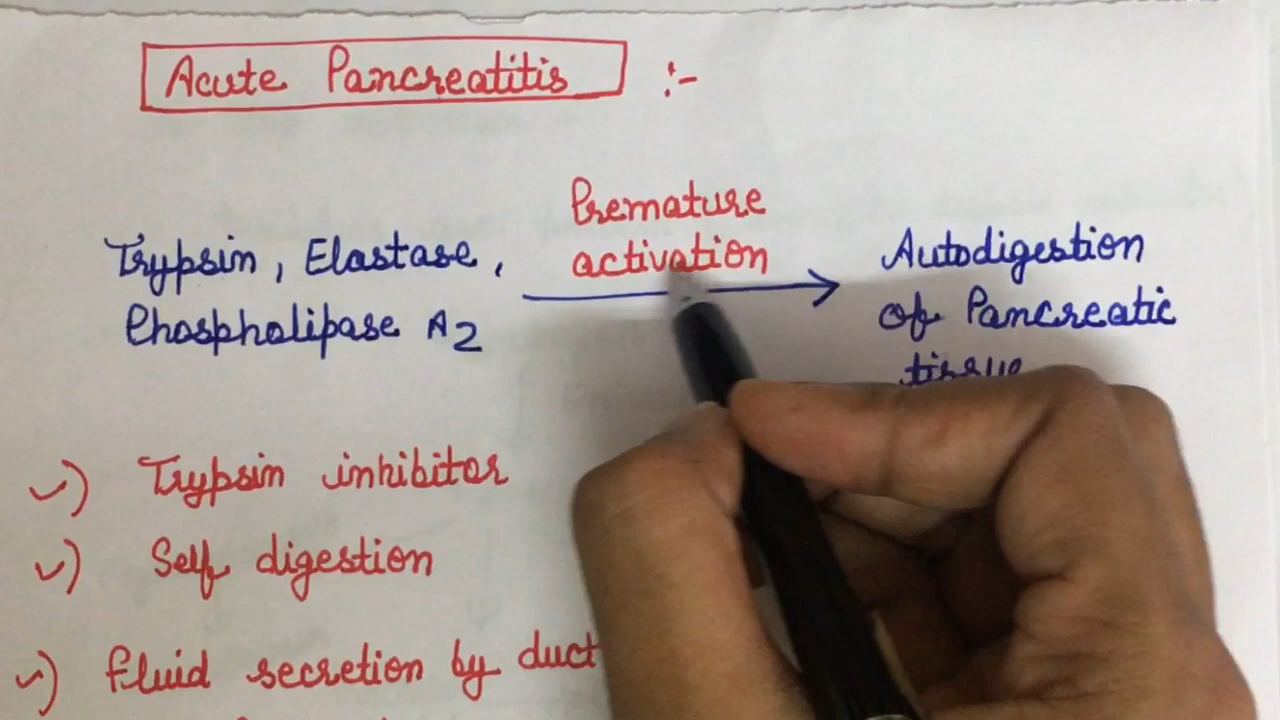 Acute Pancreatitis :-
Premature
activation
Trypsin, Elastase,
Phospholipase A2
Autodigestion
of Pancreatic
tissue
✓) Trypsin inhibitor
✓) Self digestion
✓) fluid secretion by duct